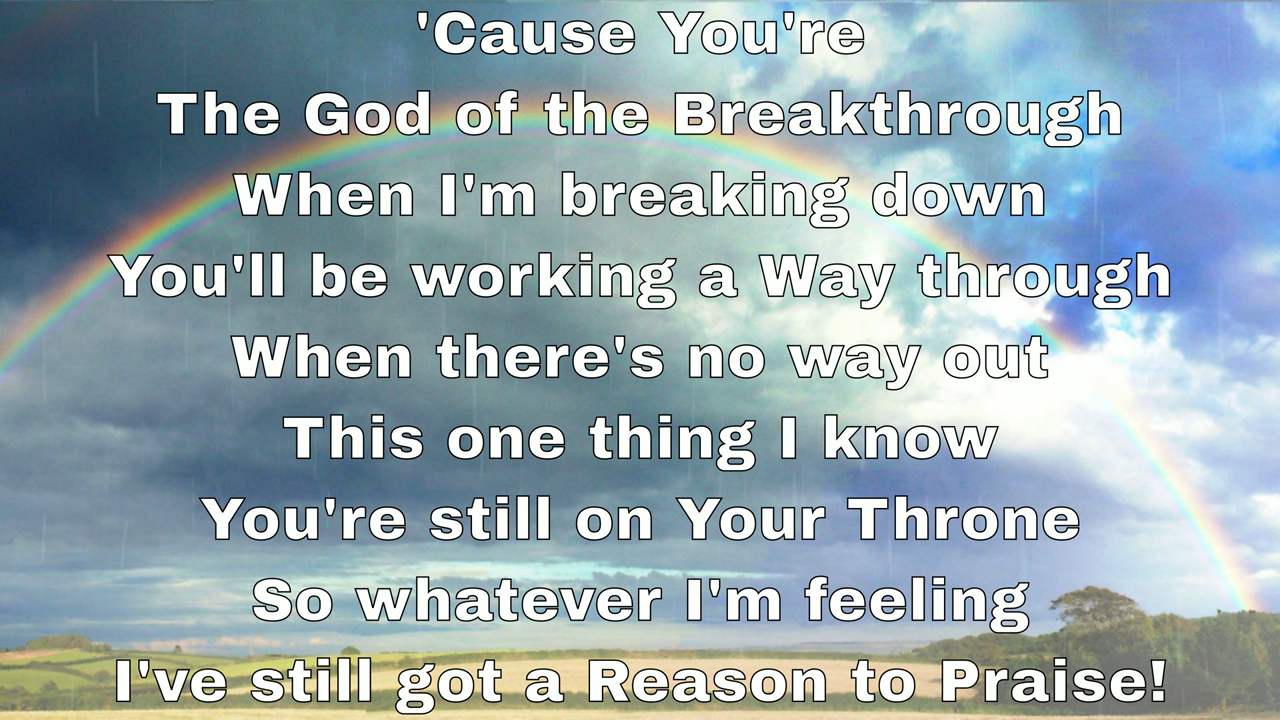 'Cause You're
The God of the Breakthrough
When I'm breaking down
You'll be working a Way through
When there's no way out
This one thing I know
You're still on Your Throne
So whatever I'm feeling
I've still got a Reason to Praise!